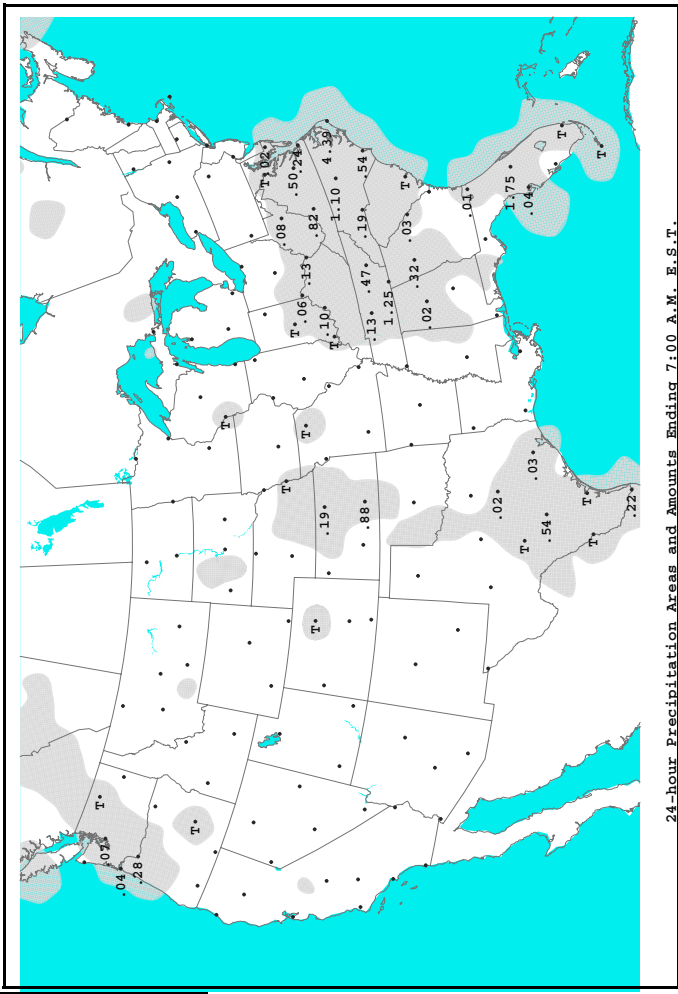 T
.07
.04
.28
T
T
T
.02
.08
T
.50
.24
T
.06
T
.13
.82
T
.19
.10
4.39
T
1.10
.88
.19
.54
.47
.13
1.25
T
.03
.32
.02
.01
.02
1.75
T
.04
.03
.54
T
T
T
T
.22
24-hour Precipitation Areas and Amounts Ending 7:00 A.M. E.S.T.